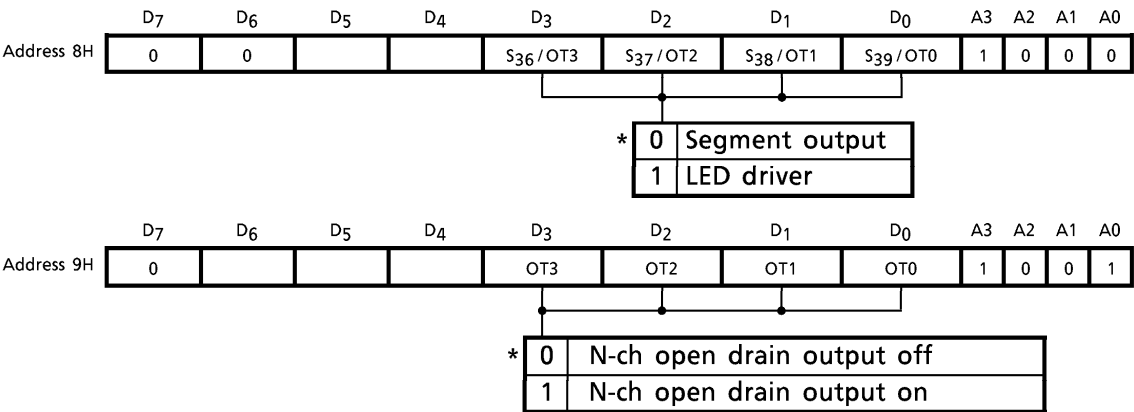 D7 D6 D5 D4 D3 D2 D1 D0 A3 A2 A1 A0
Address 8H 0 0 S36/OT3 S37/OT2 S38/OT1 S39/OT0 1 0 0 0
* 0 Segment output
1 LED driver
D7 D6 D5 D4 D3 D2 D1 D0 A3 A2 A1 A0
Address 9H 0 OT3 OT2 OT1 OT0 1 0 0 1
* 0 N-ch open drain output off
1 N-ch open drain output on